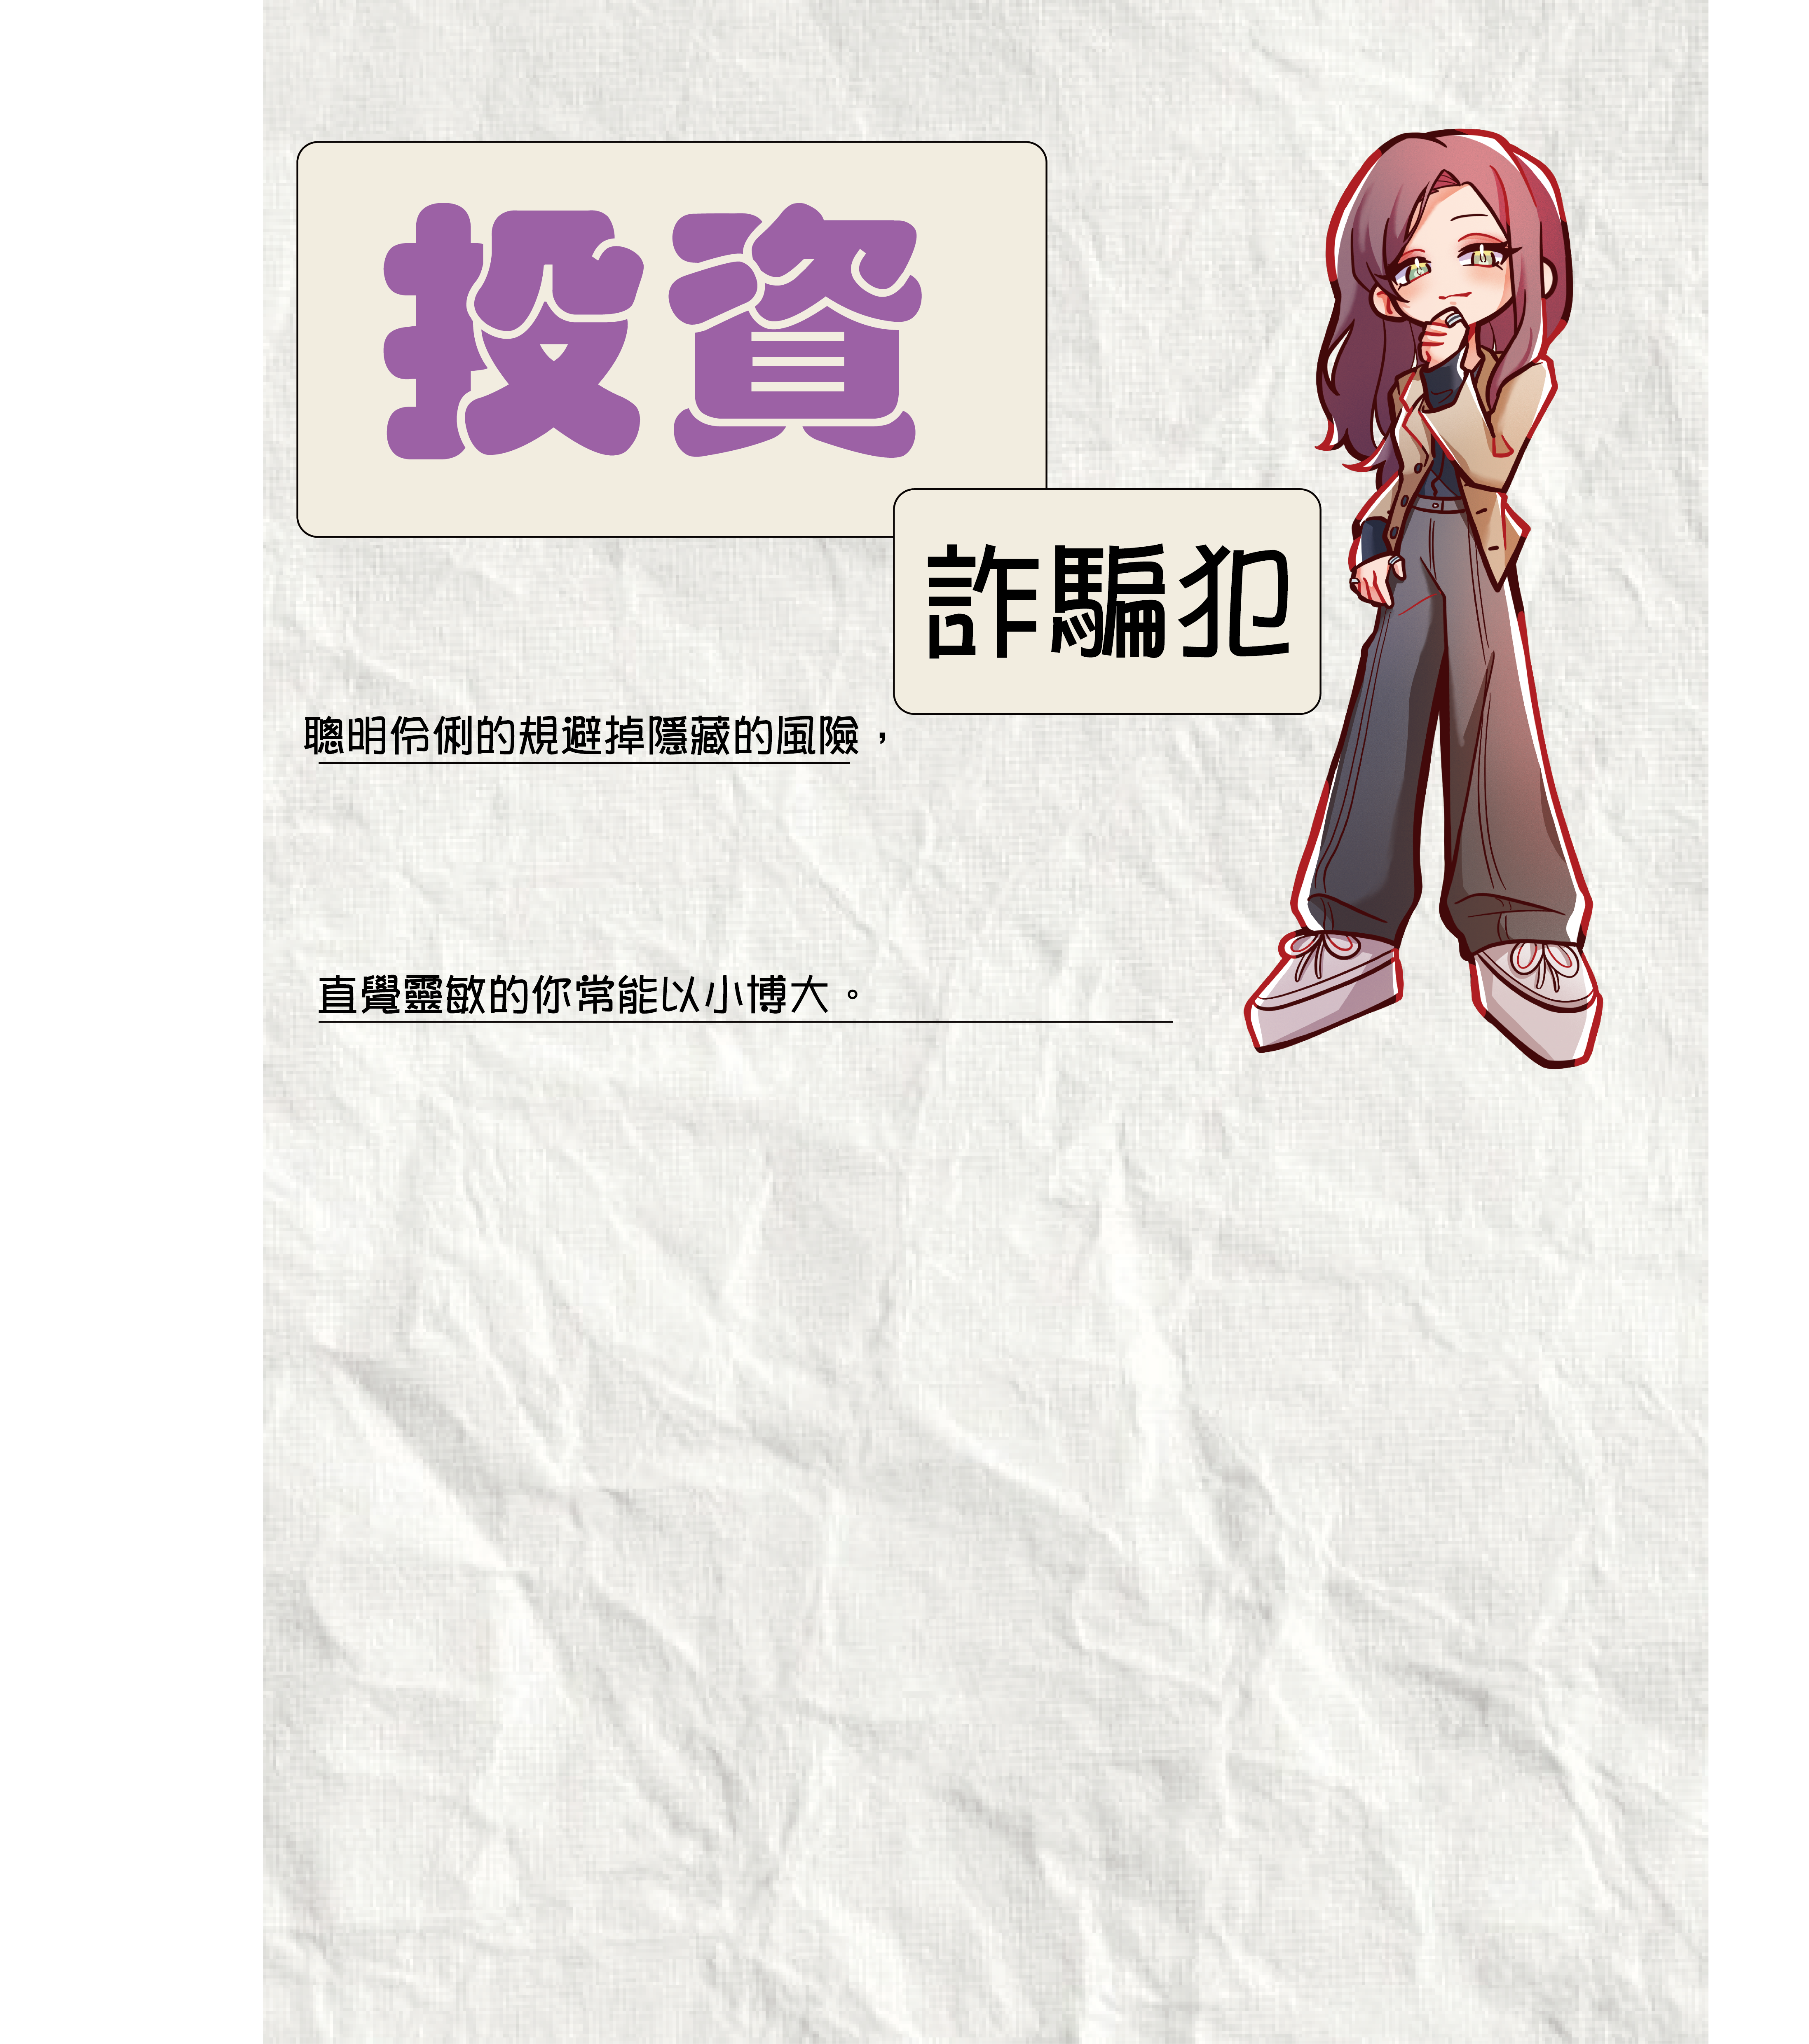 投資
詐騙犯
聰明伶俐的規避掉隱藏的風險，
直覺靈敏的你常能以小博大。